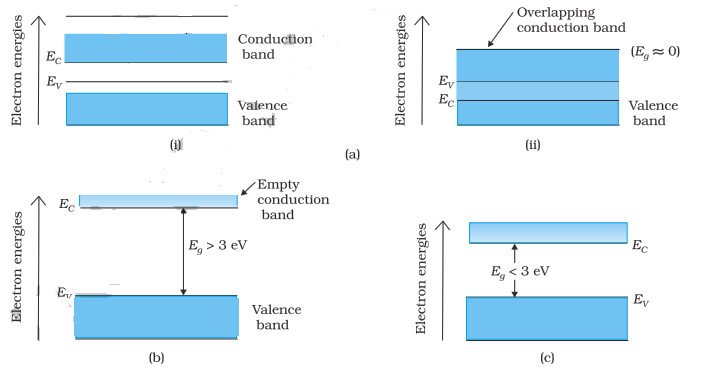 Electron energies
Conduction
band
E_C
E_V
Valence
band
(i)
Electron energies
Overlapping
conduction band
(E_g ≈ 0)
E_V
E_C
Valence
band
(ii)
(a)
Electron energies
E_C
Empty
conduction
band
E_g > 3 eV
E_V
Valence
band
(b)
Electron energies
E_C
E_g < 3 eV
E_V
(c)